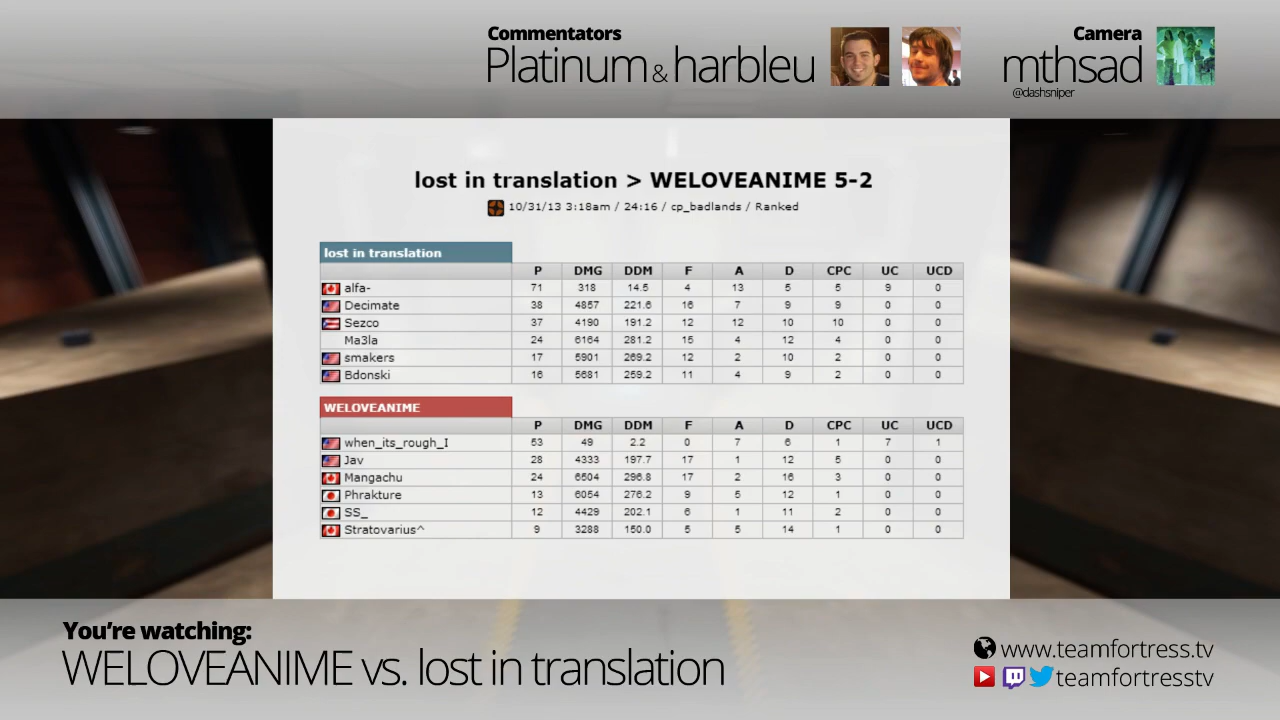 Commentators
Platinum & harbleu
Camera
mthsad
@dashsniper
lost in translation > WELOVEANIME 5-2
10/31/13 3:18am / 24:16 / cp_badlands / Ranked
lost in translation
P DMG DDM F A D CPC UC UCD
alfa- 71 318 14.5 4 13 5 5 9 0
Decimate 38 4857 221.6 16 7 9 9 0 0
Sezco 37 4190 191.2 12 12 10 10 0 0
Ma3la 24 6164 281.2 15 4 12 4 0 0
smakers 17 5901 269.2 12 2 10 2 0 0
Bdonski 16 5681 259.2 11 4 9 2 0 0
WELOVEANIME
P DMG DDM F A D CPC UC UCD
when_its_rough_I 53 49 2.2 0 7 6 1 7 1
Jav 28 4333 197.7 17 1 12 5 0 0
Mangachu 24 6504 296.8 17 2 16 3 0 0
Phrakture 13 6054 276.2 9 5 12 1 0 0
SS_ 12 4429 202.1 6 1 11 2 0 0
Stratovarius^ 9 3288 150.0 5 5 14 1 0 0
You're watching:
WELOVEANIME vs. lost in translation
www.teamfortress.tv
teamfortresstv